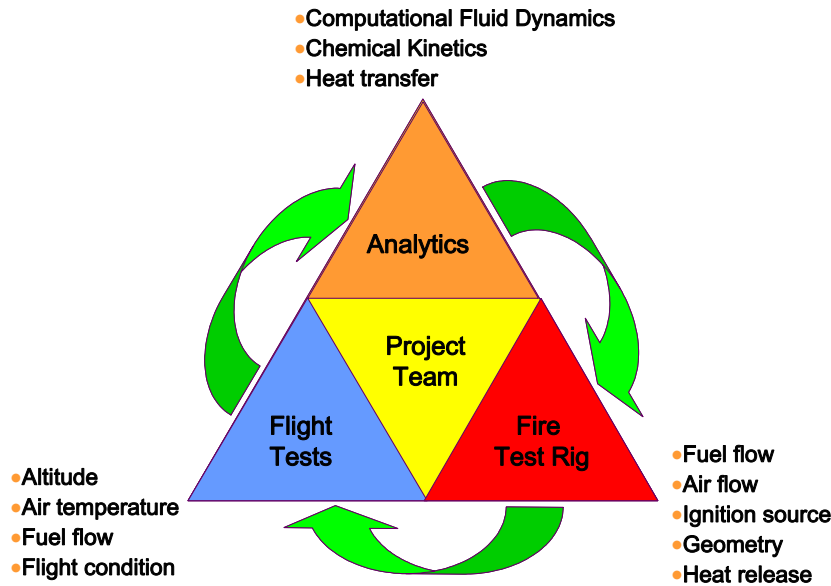 •Computational Fluid Dynamics
•Chemical Kinetics
•Heat transfer
Analytics
Project
Team
Flight
Tests
Fire
Test Rig
•Altitude
•Air temperature
•Fuel flow
•Flight condition
•Fuel flow
•Air flow
•Ignition source
•Geometry
•Heat release